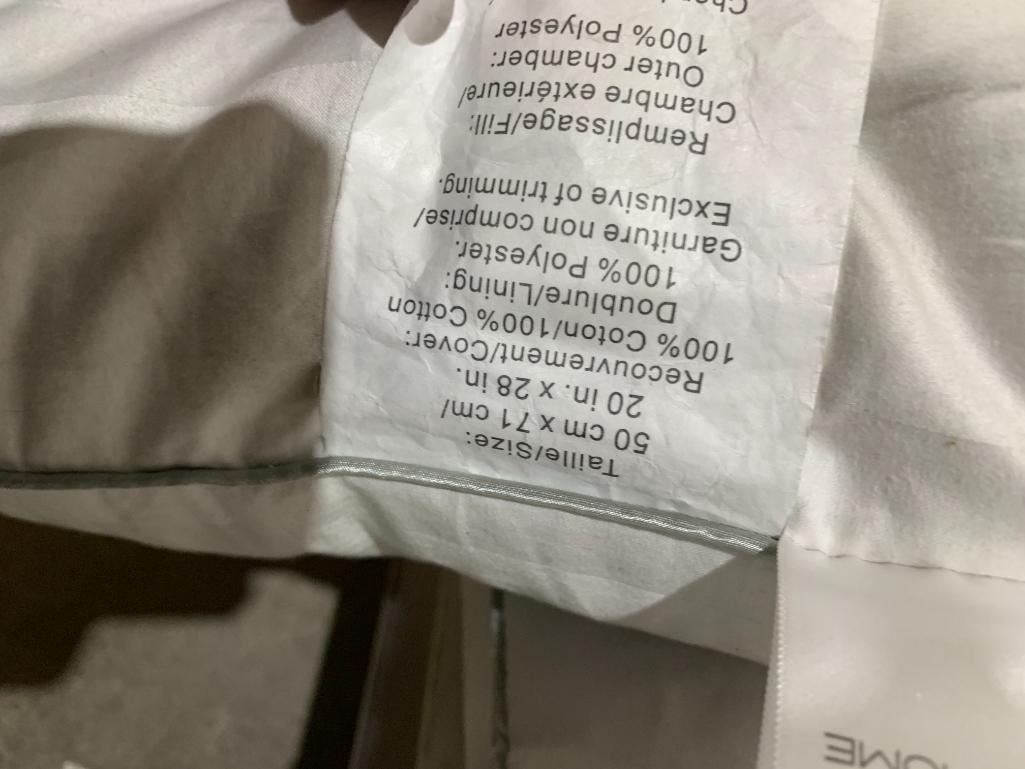 Taille/Size:
50 cm x 71 cm/
20 in. x 28 in.
Recouvrement/Cover:
100% Coton/100% Cotton
Doublure/Lining:
100% Polyester.
Garniture non comprise/
Exclusive of trimming.
Remplissage/Fill:
Chambre extérieure/
Outer chamber:
100% Polyester
OME